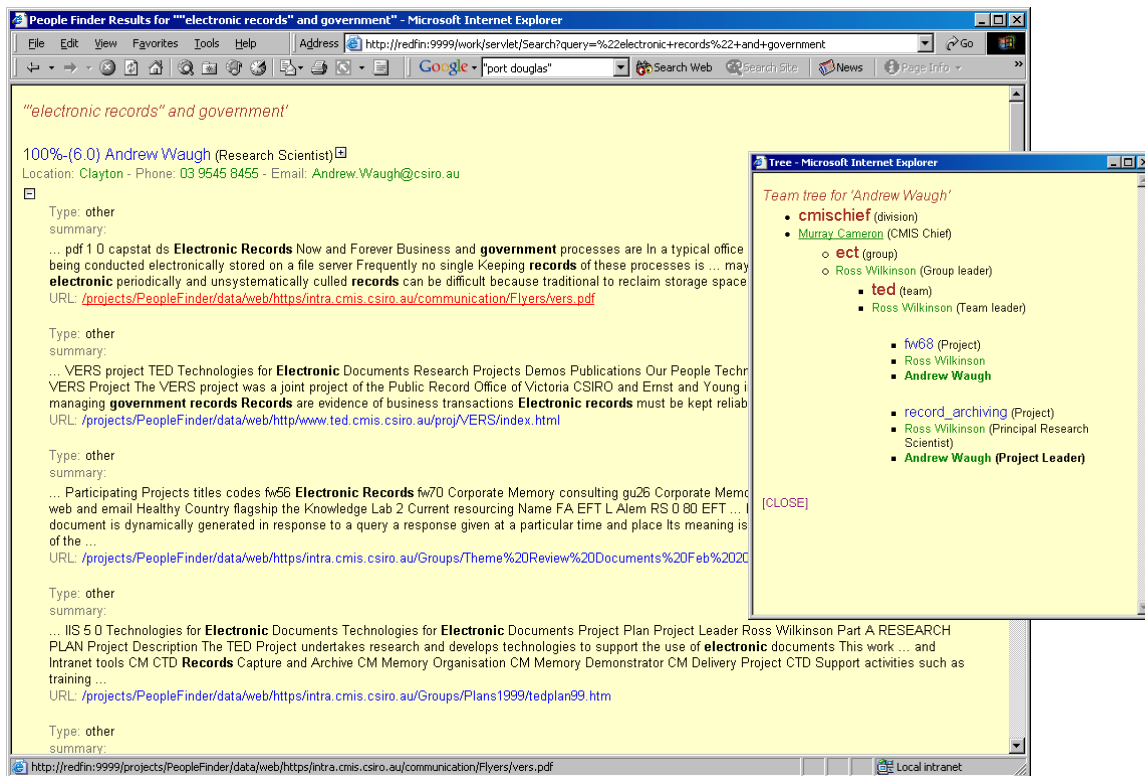 People Finder Results for ""electronic records" and government" - Microsoft Internet Explorer
File Edit View Favorites Tools Help Address http://redfin:9999/work/servlet/Search?query=%22electronic+records%22+and+government Go
Google "port douglas" Search Web Search Site News Page Info »
'"electronic records" and government'
100%-(6.0) Andrew Waugh (Research Scientist)
Location: Clayton - Phone: 03 9545 8455 - Email: Andrew.Waugh@csiro.au
Type: other
summary:
... pdf 1 0 capstat ds Electronic Records Now and Forever Business and government processes are In a typical office
being conducted electronically stored on a file server Frequently no single Keeping records of these processes is ... may
electronic periodically and unsystematically culled records can be difficult because traditional to reclaim storage space
URL: /projects/PeopleFinder/data/web/https/intra.cmis.csiro.au/communication/Flyers/vers.pdf
Type: other
summary:
... VERS project TED Technologies for Electronic Documents Research Projects Demos Publications Our People Techn
VERS Project The VERS project was a joint project of the Public Record Office of Victoria CSIRO and Ernst and Young i
managing government records Records are evidence of business transactions Electronic records must be kept reliab
URL: /projects/PeopleFinder/data/web/http/www.ted.cmis.csiro.au/proj/VERS/index.html
Type: other
summary:
... Participating Projects titles codes fw56 Electronic Records fw70 Corporate Memory consulting gu26 Corporate Memo
web and email Healthy Country flagship the Knowledge Lab 2 Current resourcing Name FA EFT L Alem RS 0 80 EFT ...
document is dynamically generated in response to a query a response given at a particular time and place Its meaning is
of the ...
URL: /projects/PeopleFinder/data/web/https/intra.cmis.csiro.au/Groups/Theme%20Review%20Documents%20Feb%2020
Type: other
summary:
... IIS 5 0 Technologies for Electronic Documents Technologies for Electronic Documents Project Plan Project Leader Ross Wilkinson Part A RESEARCH
PLAN Project Description The TED Project undertakes research and develops technologies to support the use of electronic documents This work ... and
Intranet tools CM CTD Records Capture and Archive CM Memory Organisation CM Memory Demonstrator CM Delivery Project CTD Support activities such as
training ...
URL: /projects/PeopleFinder/data/web/https/intra.cmis.csiro.au/Groups/Plans1999/tedplan99.htm
Type: other
summary:
http://redfin:9999/projects/PeopleFinder/data/web/https/intra.cmis.csiro.au/communication/Flyers/vers.pdf Local intranet
Tree - Microsoft Internet Explorer
Team tree for 'Andrew Waugh'
cmischief (division)
Murray Cameron (CMIS Chief)
ect (group)
Ross Wilkinson (Group leader)
ted (team)
Ross Wilkinson (Team leader)
fw68 (Project)
Ross Wilkinson
Andrew Waugh
record_archiving (Project)
Ross Wilkinson (Principal Research
Scientist)
Andrew Waugh (Project Leader)
[CLOSE]